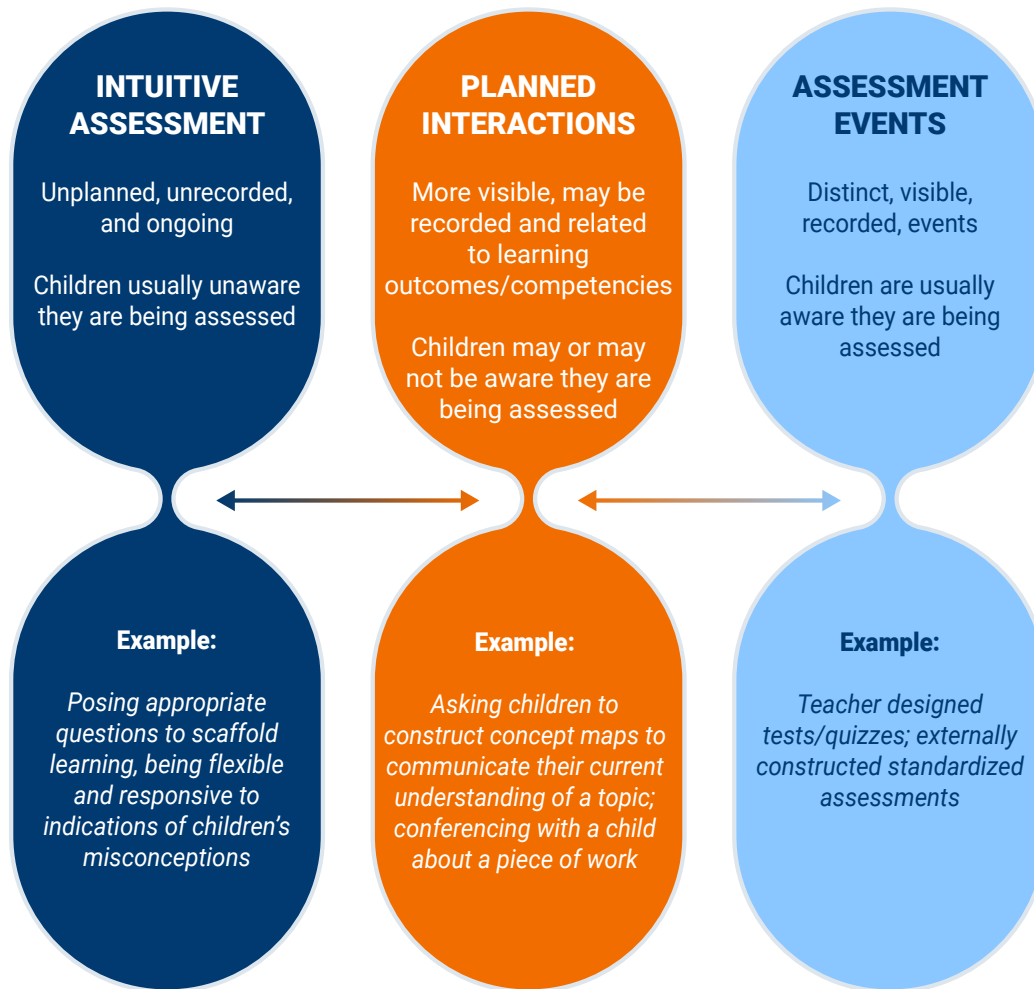 INTUITIVE
ASSESSMENT
Unplanned, unrecorded,
and ongoing
Children usually unaware
they are being assessed
Example:
Posing appropriate
questions to scaffold
learning, being flexible
and responsive to
indications of children’s
misconceptions
PLANNED
INTERACTIONS
More visible, may be
recorded and related
to learning
outcomes/competencies
Children may or may
not be aware they are
being assessed
Example:
Asking children to
construct concept maps to
communicate their current
understanding of a topic;
conferencing with a child
about a piece of work
ASSESSMENT
EVENTS
Distinct, visible,
recorded, events
Children are usually
aware they are being
assessed
Example:
Teacher designed
tests/quizzes; externally
constructed standardized
assessments